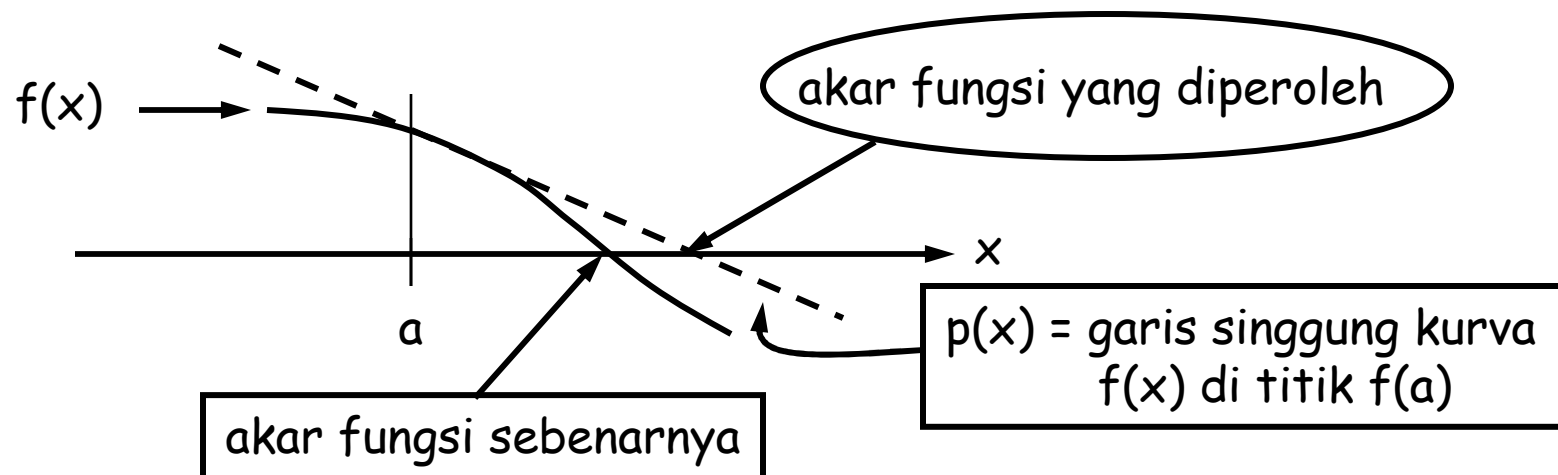 akar fungsi yang diperoleh
f(x)
x
a
p(x) = garis singgung kurva
f(x) di titik f(a)
akar fungsi sebenarnya